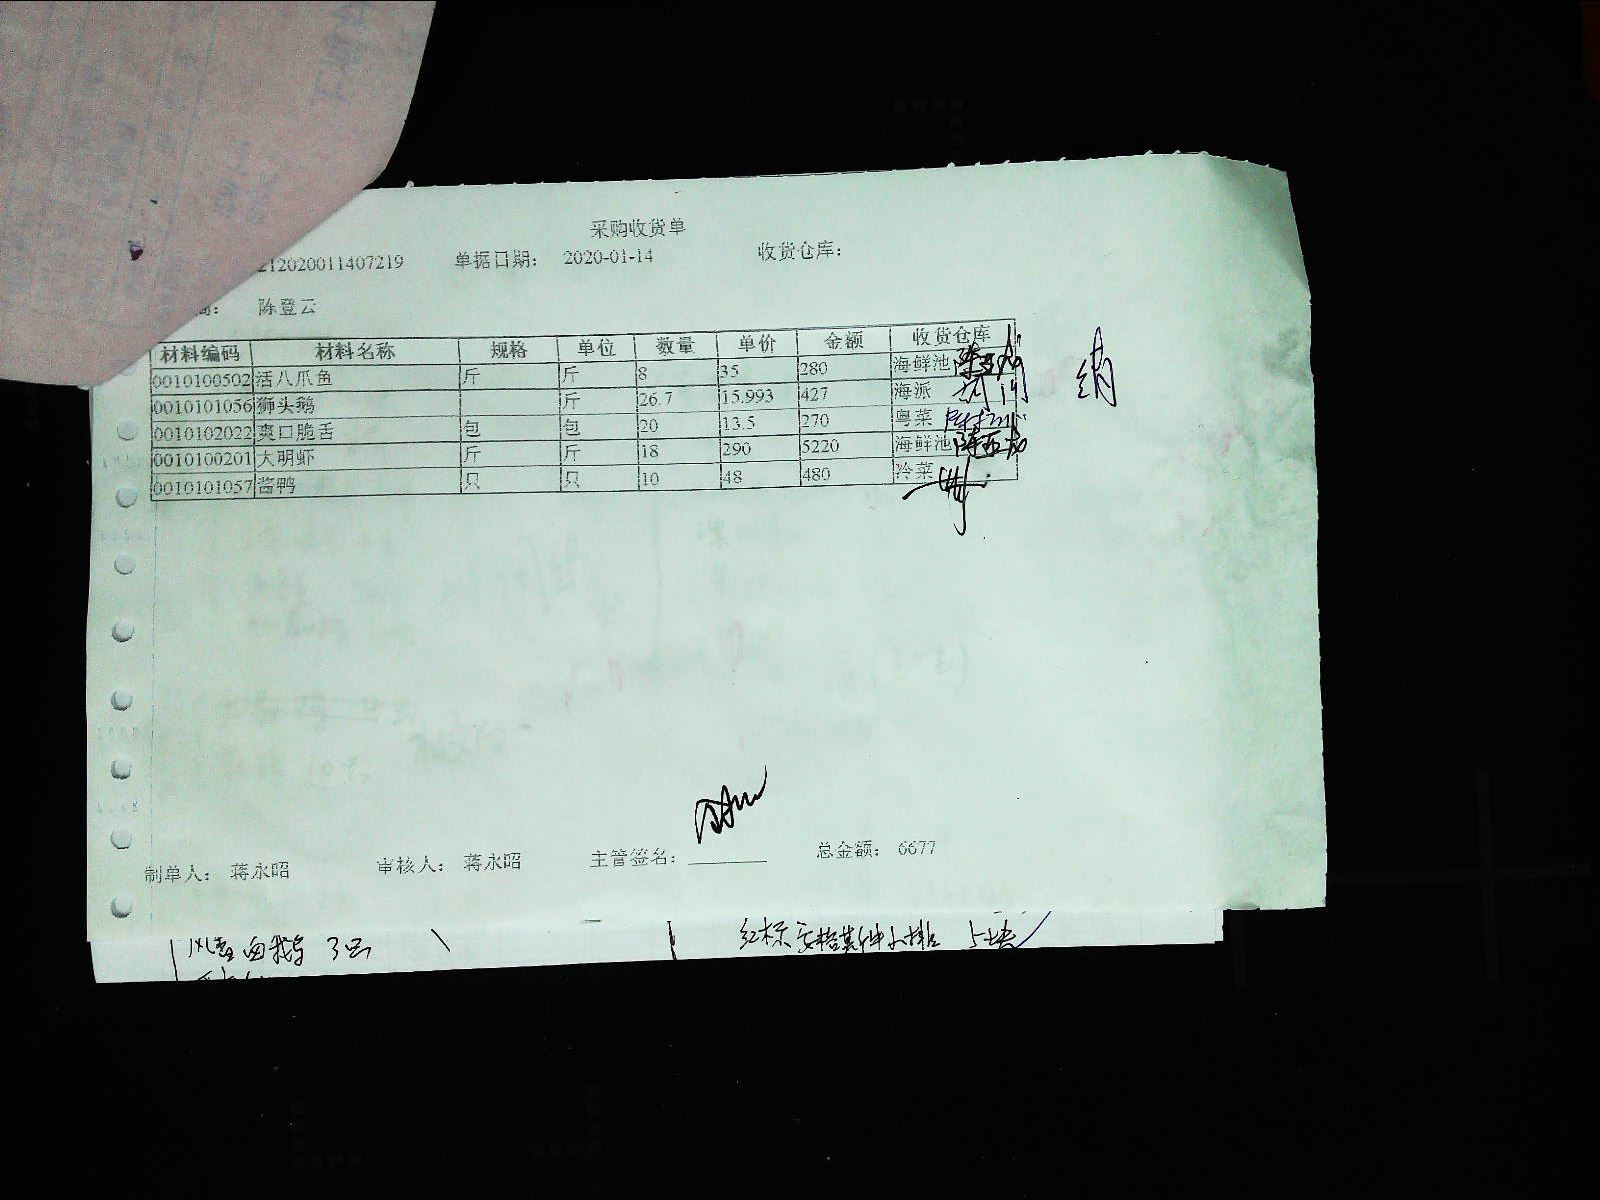 采购收货单
212020011407219 单据日期： 2020-01-14 收货仓库：
商： 陈登云
材料编码 材料名称 规格 单位 数量 单价 金额 收货仓库
0010100502 活八爪鱼 斤 斤 8 35 280 海鲜池
0010101056 狮头鹅 斤 26.7 15.993 427 海派
0010102022 爽口脆舌 包 包 20 13.5 270 粤菜
0010100201 大明虾 斤 斤 18 290 5220 海鲜池
0010101057 酱鸭 只 只 10 48 480 冷菜
制单人： 蒋永昭 审核人： 蒋永昭 主管签名： 总金额： 6677